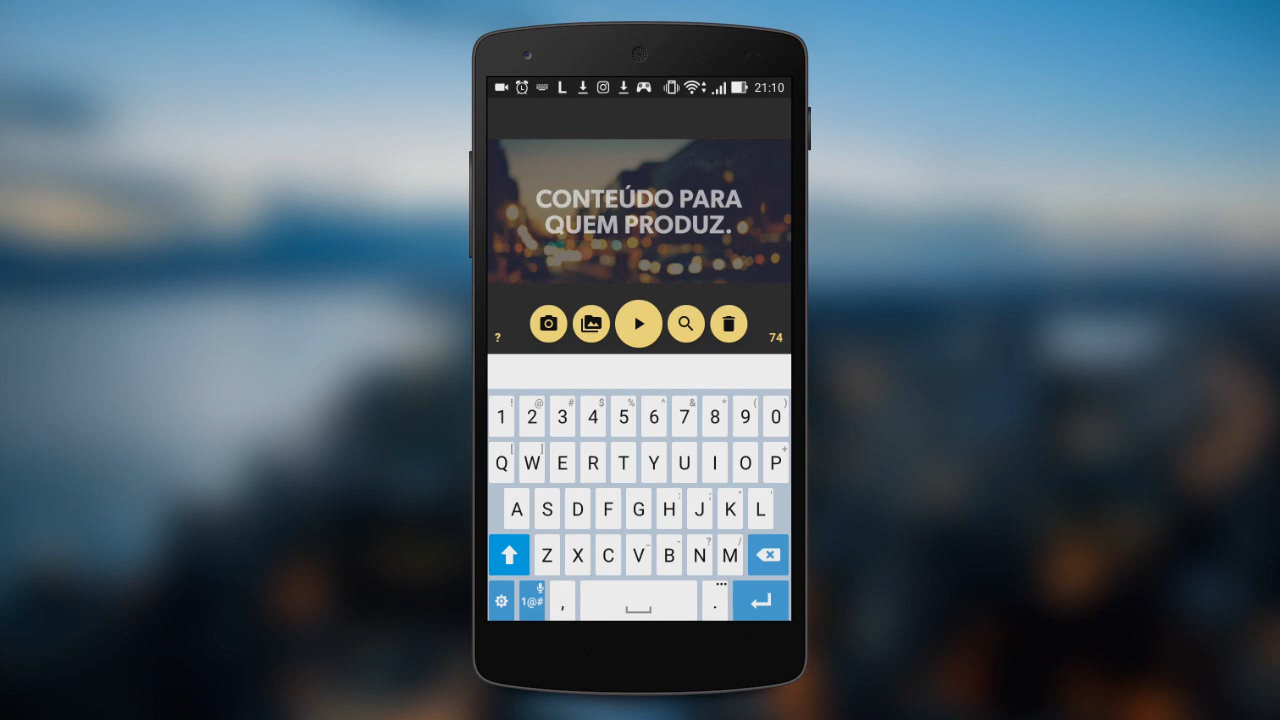 L 21:10
CONTEÚDO PARA
QUEM PRODUZ.
? 74
! @ # $ % ^ & * ( )
1 2 3 4 5 6 7 8 9 0
[ ] +
Q W E R T Y U I O P
: ; " '
A S D F G H J K L
_ - ? /
Z X C V B N M
1@# , . ...